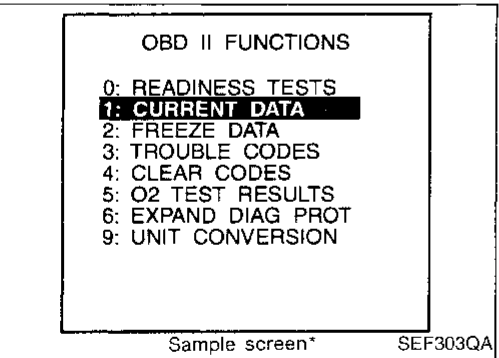 OBD II FUNCTIONS
0: READINESS TESTS
1: CURRENT DATA
2: FREEZE DATA
3: TROUBLE CODES
4: CLEAR CODES
5: O2 TEST RESULTS
6: EXPAND DIAG PROT
9: UNIT CONVERSION
Sample screen*
SEF303QA